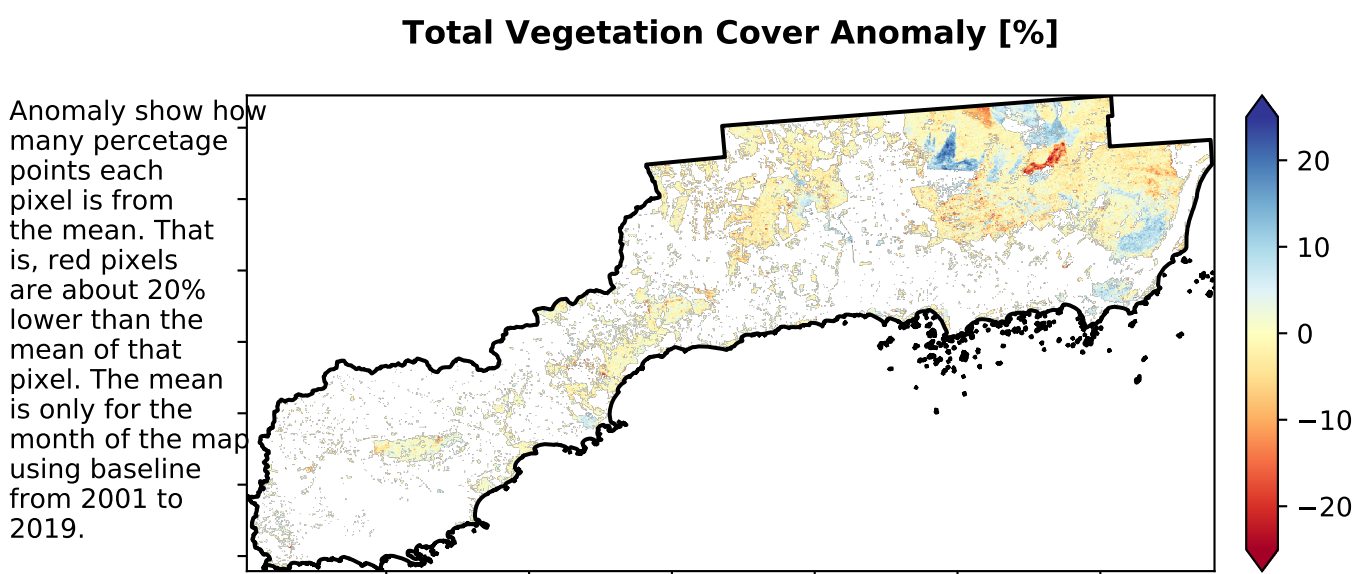 Total Vegetation Cover Anomaly [%]
Anomaly show how
many percetage
points each
pixel is from
the mean. That
is, red pixels
are about 20%
lower than the
mean of that
pixel. The mean
is only for the
month of the map
using baseline
from 2001 to
2019.
20
10
0
−10
−20